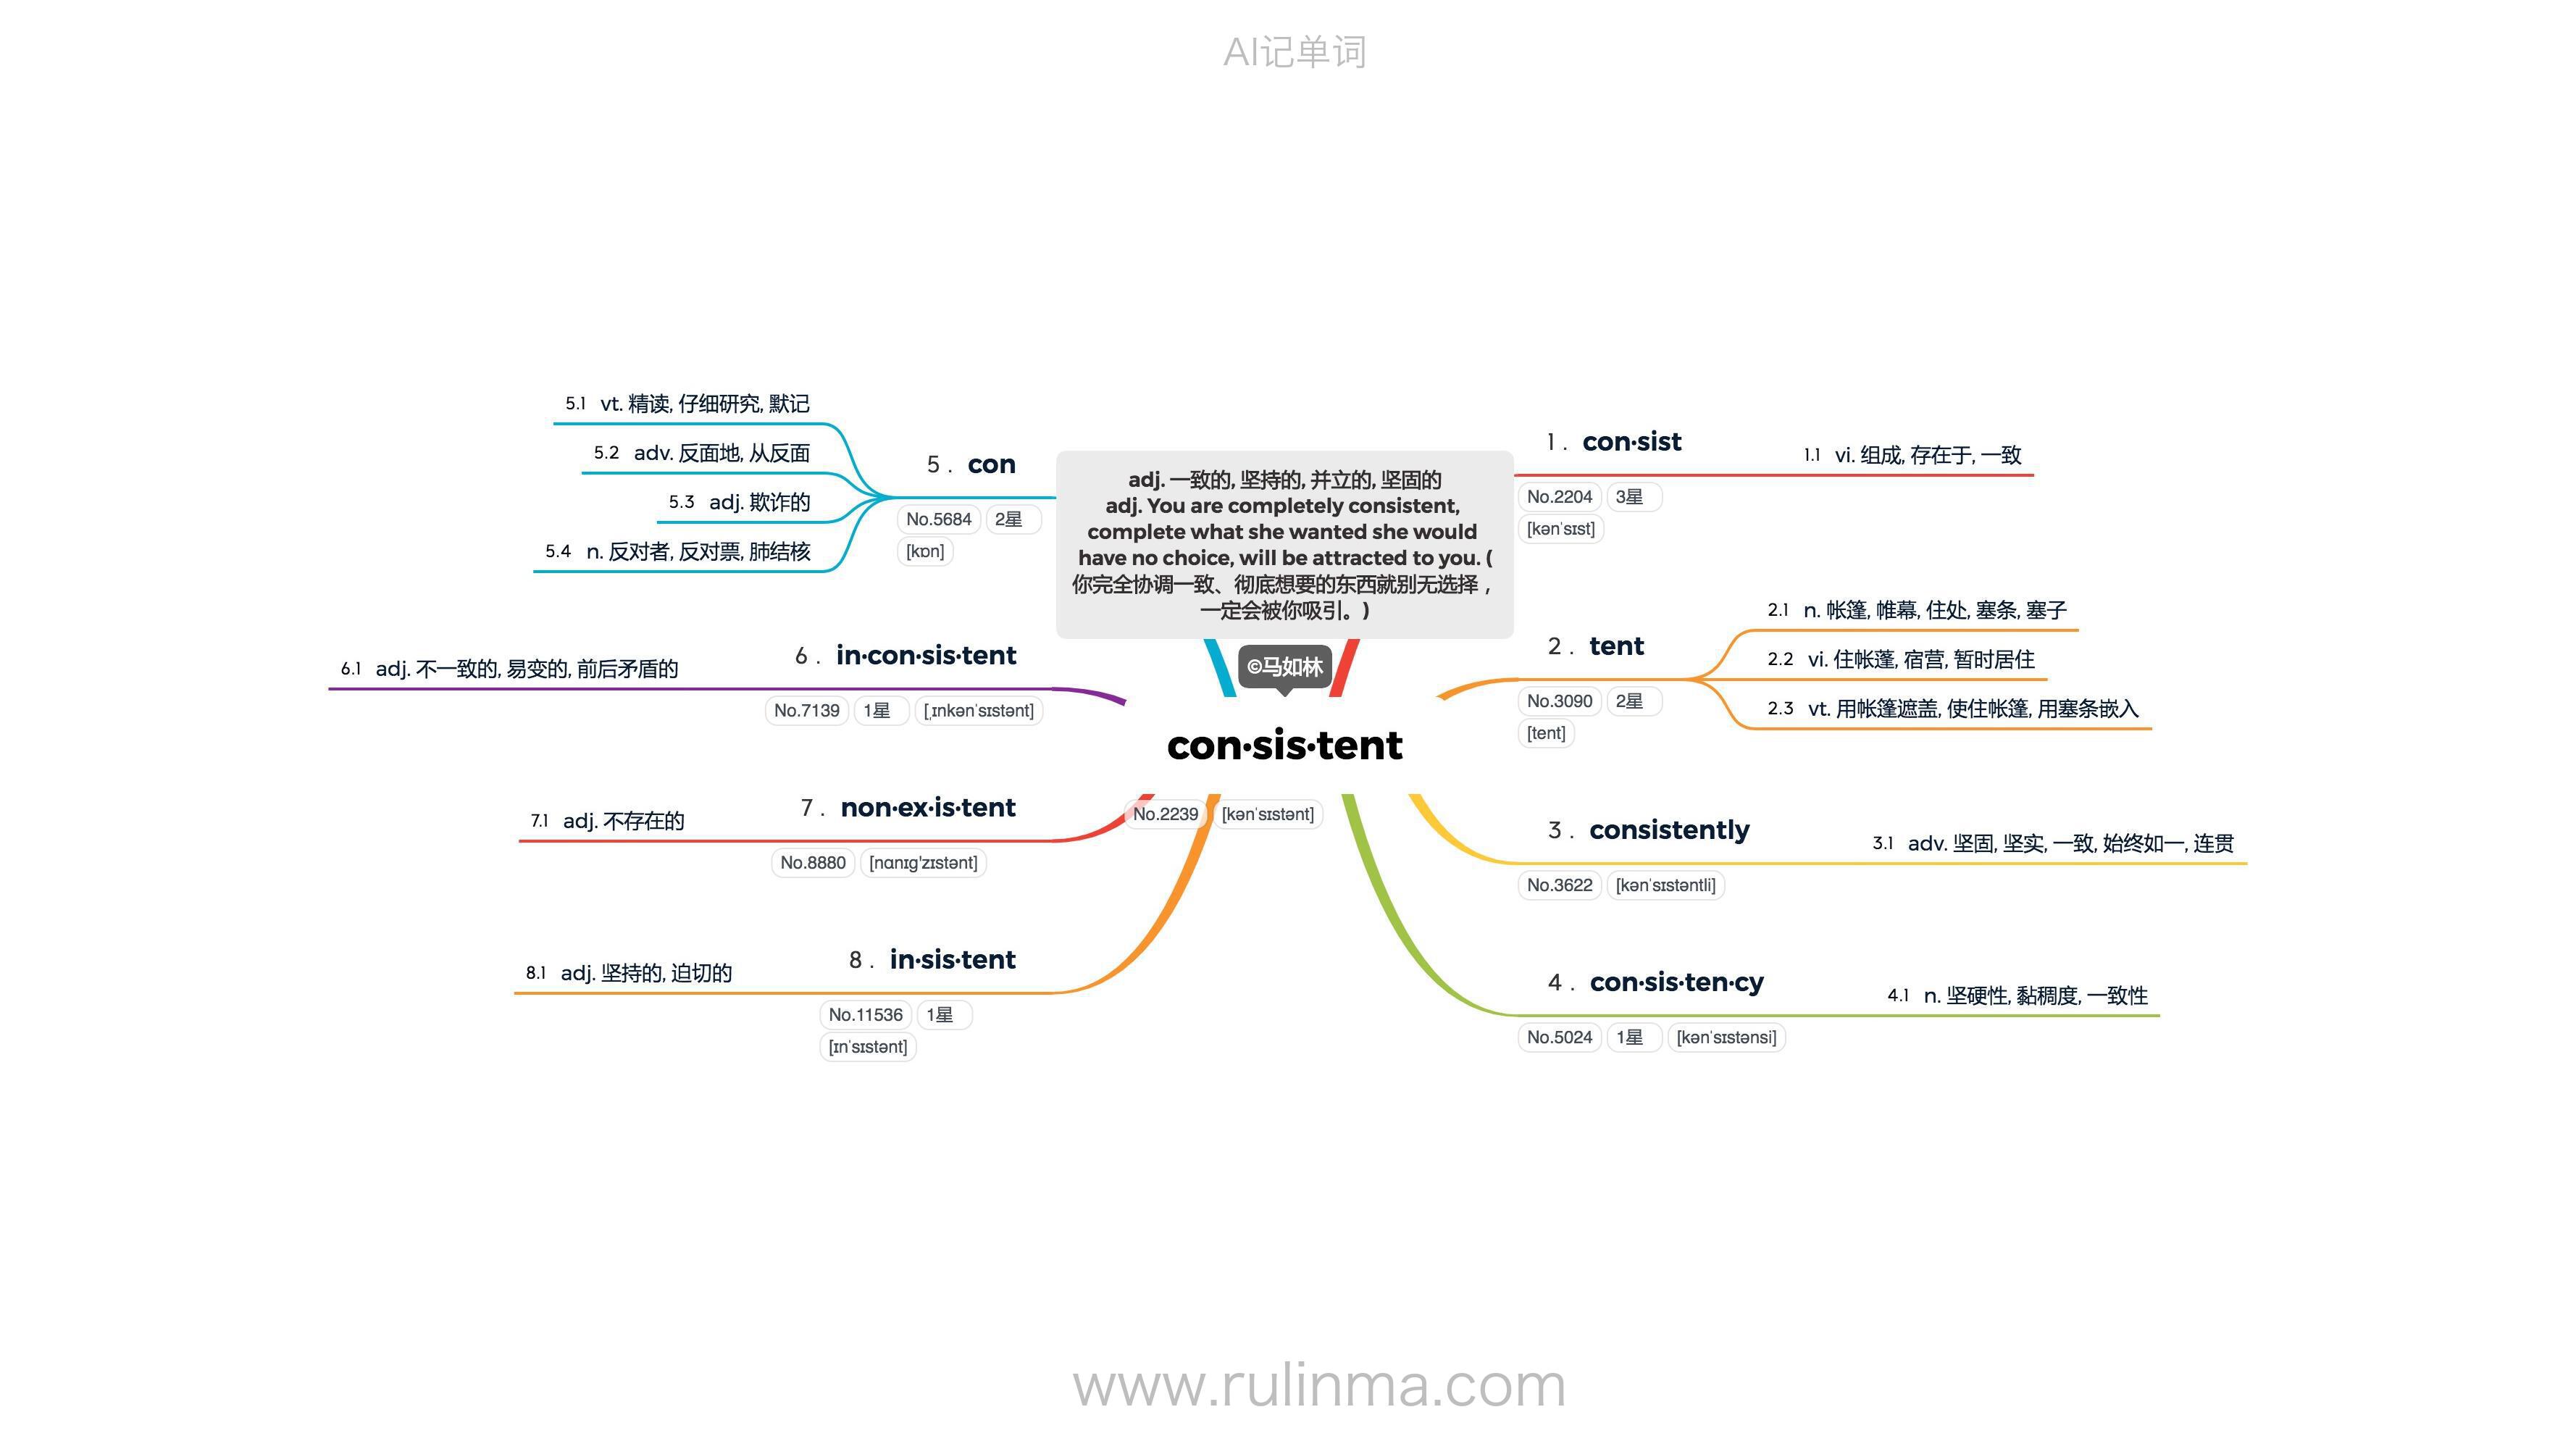 AI记单词
adj. 一致的, 坚持的, 并立的, 坚固的
adj. You are completely consistent,
complete what she wanted she would
have no choice, will be attracted to you. (
你完全协调一致、彻底想要的东西就别无选择，
一定会被你吸引。)
©马如林
con·sis·tent
No.2239 [kənˈsɪstənt]
1 . con·sist
No.2204 3星
[kənˈsɪst]
1.1 vi. 组成, 存在于, 一致
2 . tent
No.3090 2星
[tent]
2.1 n. 帐篷, 帷幕, 住处, 塞条, 塞子
2.2 vi. 住帐蓬, 宿营, 暂时居住
2.3 vt. 用帐篷遮盖, 使住帐篷, 用塞条嵌入
3 . consistently
No.3622 [kənˈsɪstəntli]
3.1 adv. 坚固, 坚实, 一致, 始终如一, 连贯
4 . con·sis·ten·cy
No.5024 1星 [kənˈsɪstənsi]
4.1 n. 坚硬性, 黏稠度, 一致性
5 . con
No.5684 2星
[kɒn]
5.1 vt. 精读, 仔细研究, 默记
5.2 adv. 反面地, 从反面
5.3 adj. 欺诈的
5.4 n. 反对者, 反对票, 肺结核
6 . in·con·sis·tent
No.7139 1星 [ˌɪnkənˈsɪstənt]
6.1 adj. 不一致的, 易变的, 前后矛盾的
7 . non·ex·is·tent
No.8880 [nɑnɪg'zɪstənt]
7.1 adj. 不存在的
8 . in·sis·tent
No.11536 1星
[ɪnˈsɪstənt]
8.1 adj. 坚持的, 迫切的
www.rulinma.com